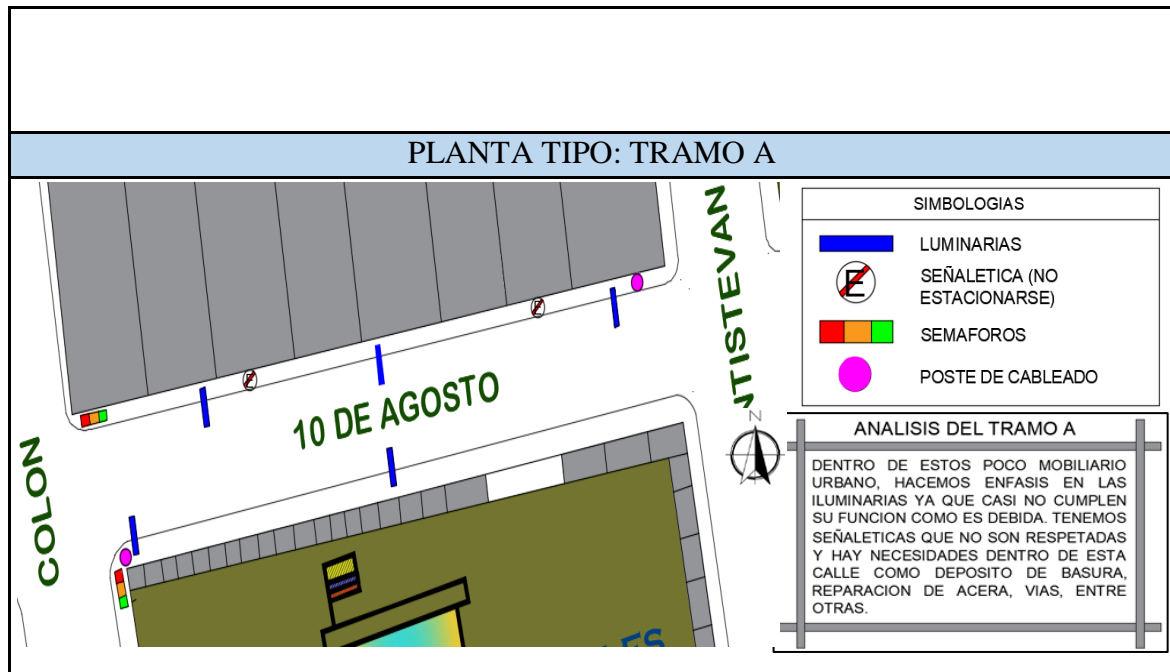 PLANTA TIPO: TRAMO A
SIMBOLOGIAS
LUMINARIAS
E
SEÑALETICA (NO
ESTACIONARSE)
SEMAFOROS
POSTE DE CABLEADO
NTISTEVAN
E
E
10 DE AGOSTO
COLON
N
ANALISIS DEL TRAMO A
DENTRO DE ESTOS POCO MOBILIARIO
URBANO, HACEMOS ENFASIS EN LAS
ILUMINARIAS YA QUE CASI NO CUMPLEN
SU FUNCION COMO ES DEBIDA. TENEMOS
SEÑALETICAS QUE NO SON RESPETADAS
Y HAY NECESIDADES DENTRO DE ESTA
CALLE COMO DEPOSITO DE BASURA,
REPARACION DE ACERA, VIAS, ENTRE
OTRAS.